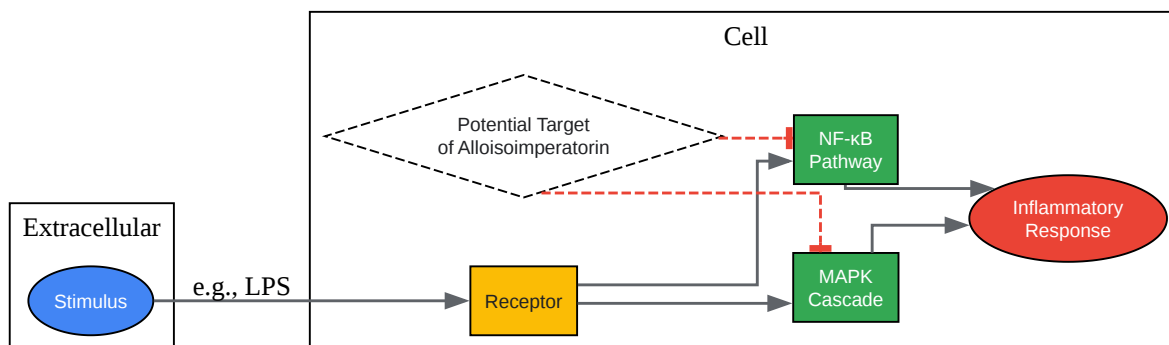 Cell
Potential Target
of Alloisoimperatorin
NF-κB
Pathway
Extracellular
Stimulus
e.g., LPS
Receptor
MAPK
Cascade
Inflammatory
Response